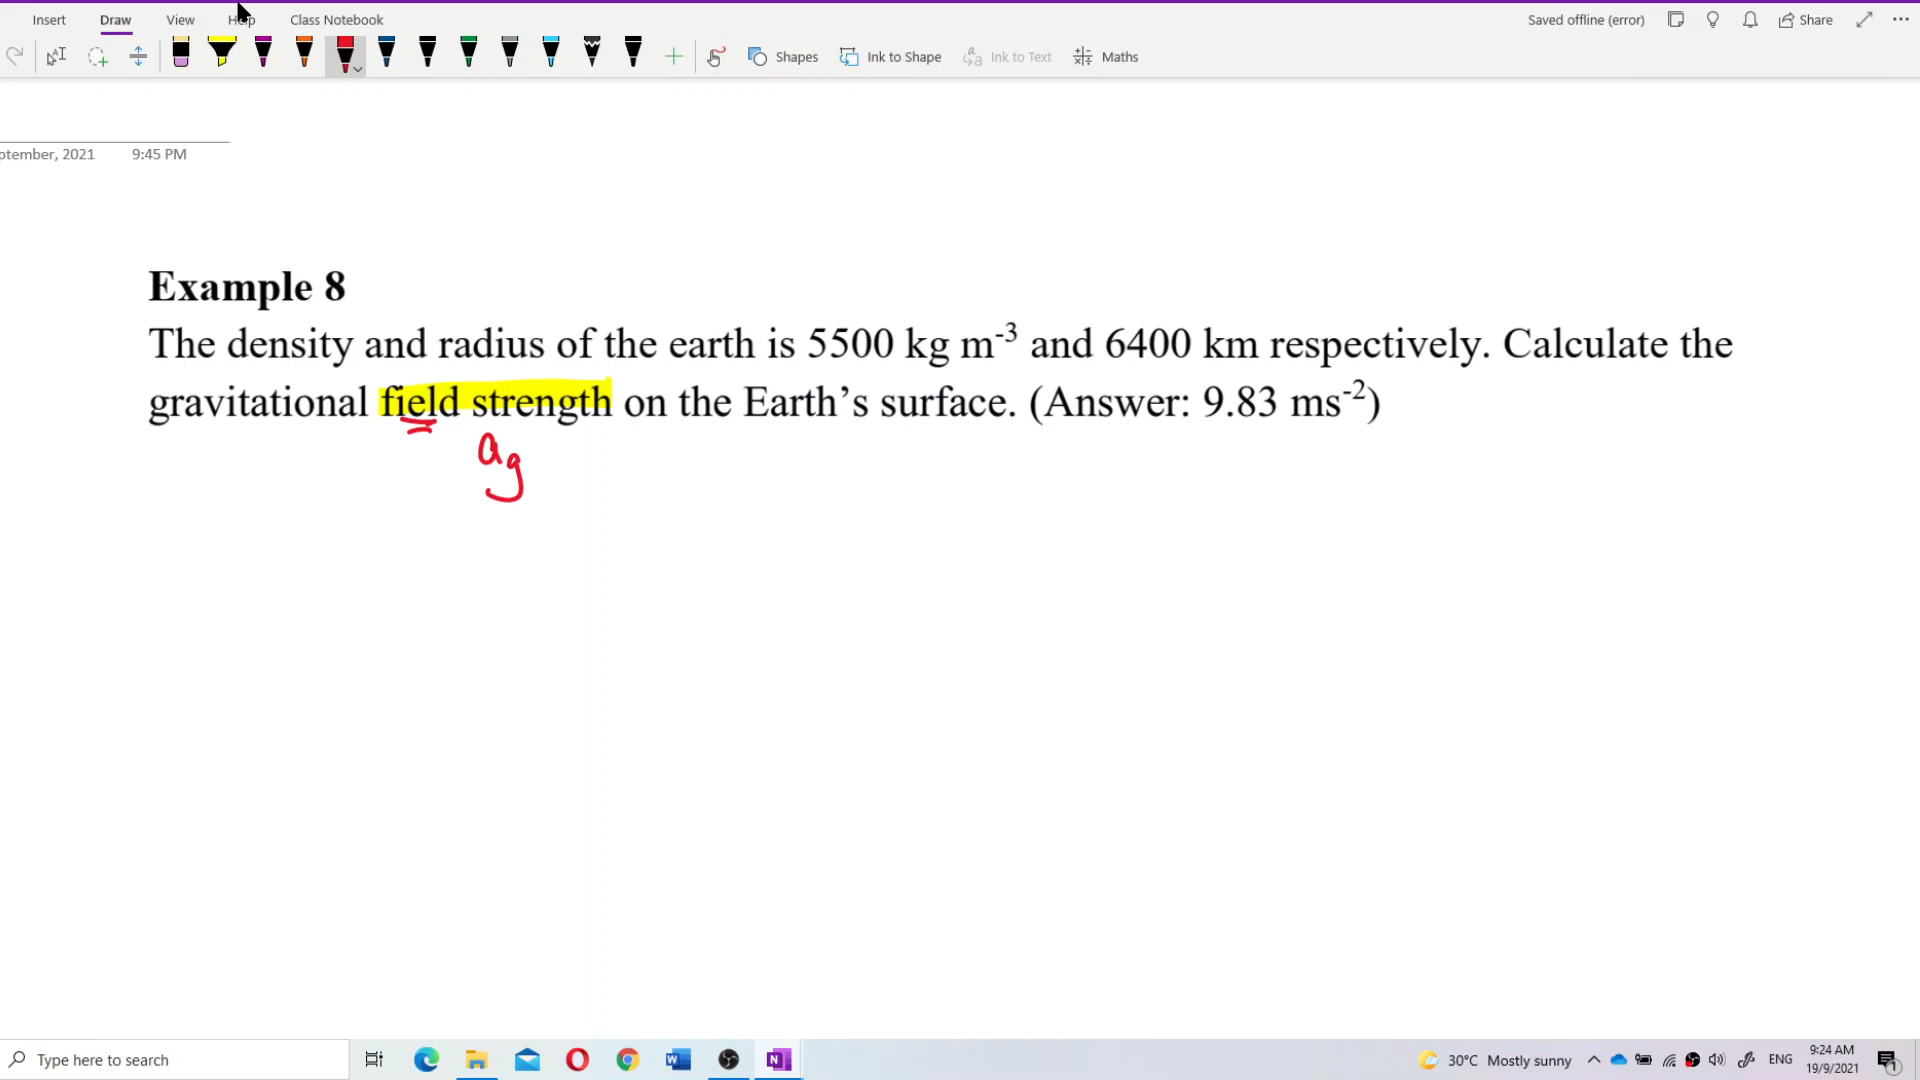 Insert Draw View Help Class Notebook Saved offline (error) Share
Shapes Ink to Shape Ink to Text Maths
ptember, 2021 9:45 PM
Example 8
The density and radius of the earth is 5500 kg m⁻³ and 6400 km respectively. Calculate the
gravitational field strength on the Earth’s surface. (Answer: 9.83 ms⁻²)
ag
Type here to search 30°C Mostly sunny ENG 9:24 AM
19/9/2021